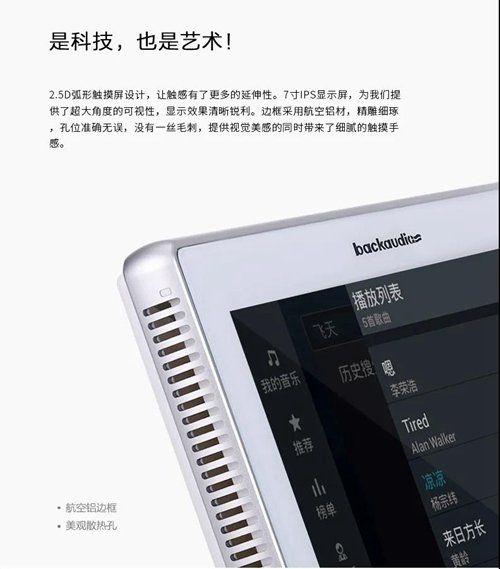 是科技，也是艺术！
2.5D弧形触摸屏设计，让触感有了更多的延伸性。7寸IPS显示屏，为我们提
供了超大角度的可视性，显示效果清晰锐利。边框采用航空铝材，精雕细琢
，孔位准确无误，没有一丝毛刺，提供视觉美感的同时带来了细腻的触摸手
感。
backaudios
播放列表
5首歌曲
飞天
历史搜
我的音乐
嗯
李荣浩
推荐
Tired
Alan Walker
榜单
凉凉
杨宗纬
来日方长
黄龄
• 航空铝边框
• 美观散热孔